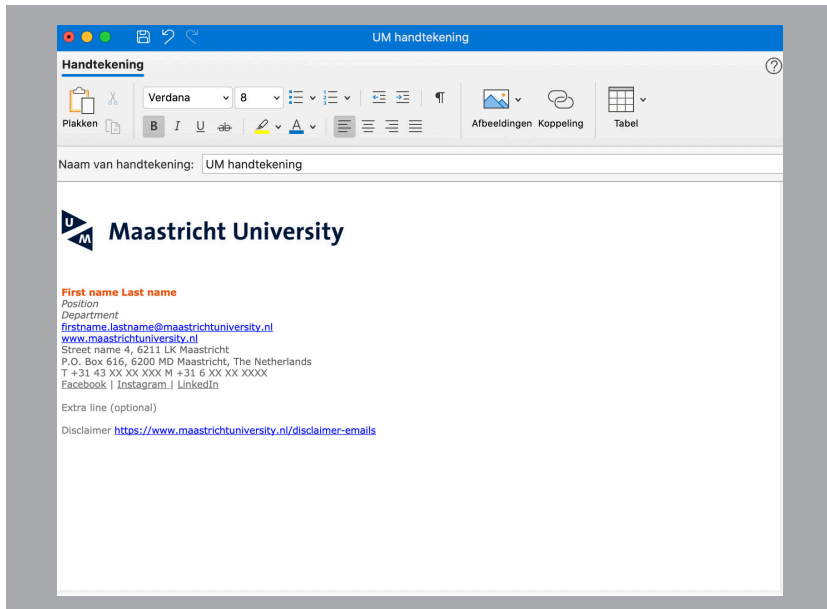 UM handtekening
Handtekening
?
Verdana 8
Plakken
B I U ab A ¶
Afbeeldingen Koppeling Tabel
Naam van handtekening: UM handtekening
UM Maastricht University
First name Last name
Position
Department
firstname.lastname@maastrichtuniversity.nl
www.maastrichtuniversity.nl
Street name 4, 6211 LK Maastricht
P.O. Box 616, 6200 MD Maastricht, The Netherlands
T +31 43 XX XX XXX M +31 6 XX XX XXXX
Facebook | Instagram | LinkedIn
Extra line (optional)
Disclaimer https://www.maastrichtuniversity.nl/disclaimer-emails